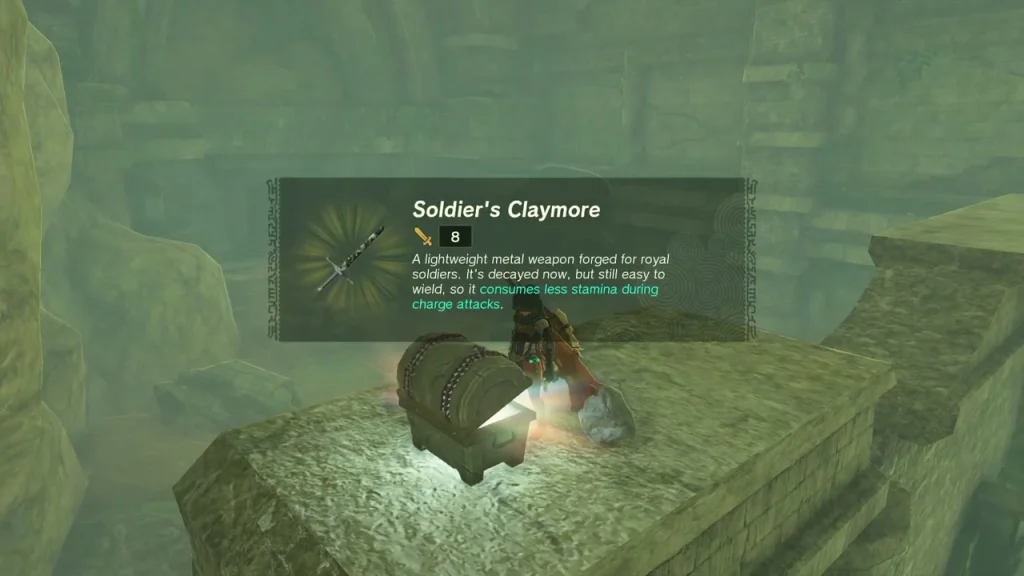 Soldier's Claymore
8
A lightweight metal weapon forged for royal
soldiers. It's decayed now, but still easy to
wield, so it consumes less stamina during
charge attacks.